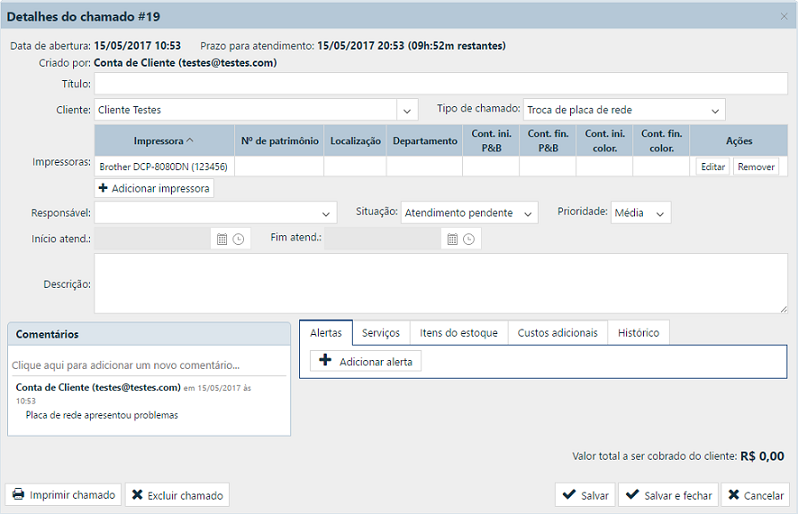 Detalhes do chamado #19
Data de abertura: 15/05/2017 10:53 Prazo para atendimento: 15/05/2017 20:53 (09h:52m restantes)
Criado por: Conta de Cliente (testes@testes.com)
Título:
Cliente: Cliente Testes Tipo de chamado: Troca de placa de rede
Impressoras:
Impressora Nº de patrimônio Localização Departamento Cont. ini. P&B Cont. fin. P&B Cont. ini. color. Cont. fin. color. Ações
Brother DCP-8080DN (123456) Editar Remover
Adicionar impressora
Responsável: Situação: Atendimento pendente Prioridade: Média
Início atend.: Fim atend.:
Descrição:
Comentários
Clique aqui para adicionar um novo comentário...
Conta de Cliente (testes@testes.com) em 15/05/2017 às
10:53
Placa de rede apresentou problemas
Alertas Serviços Itens do estoque Custos adicionais Histórico
Adicionar alerta
Valor total a ser cobrado do cliente: R$ 0,00
Imprimir chamado Excluir chamado Salvar Salvar e fechar Cancelar